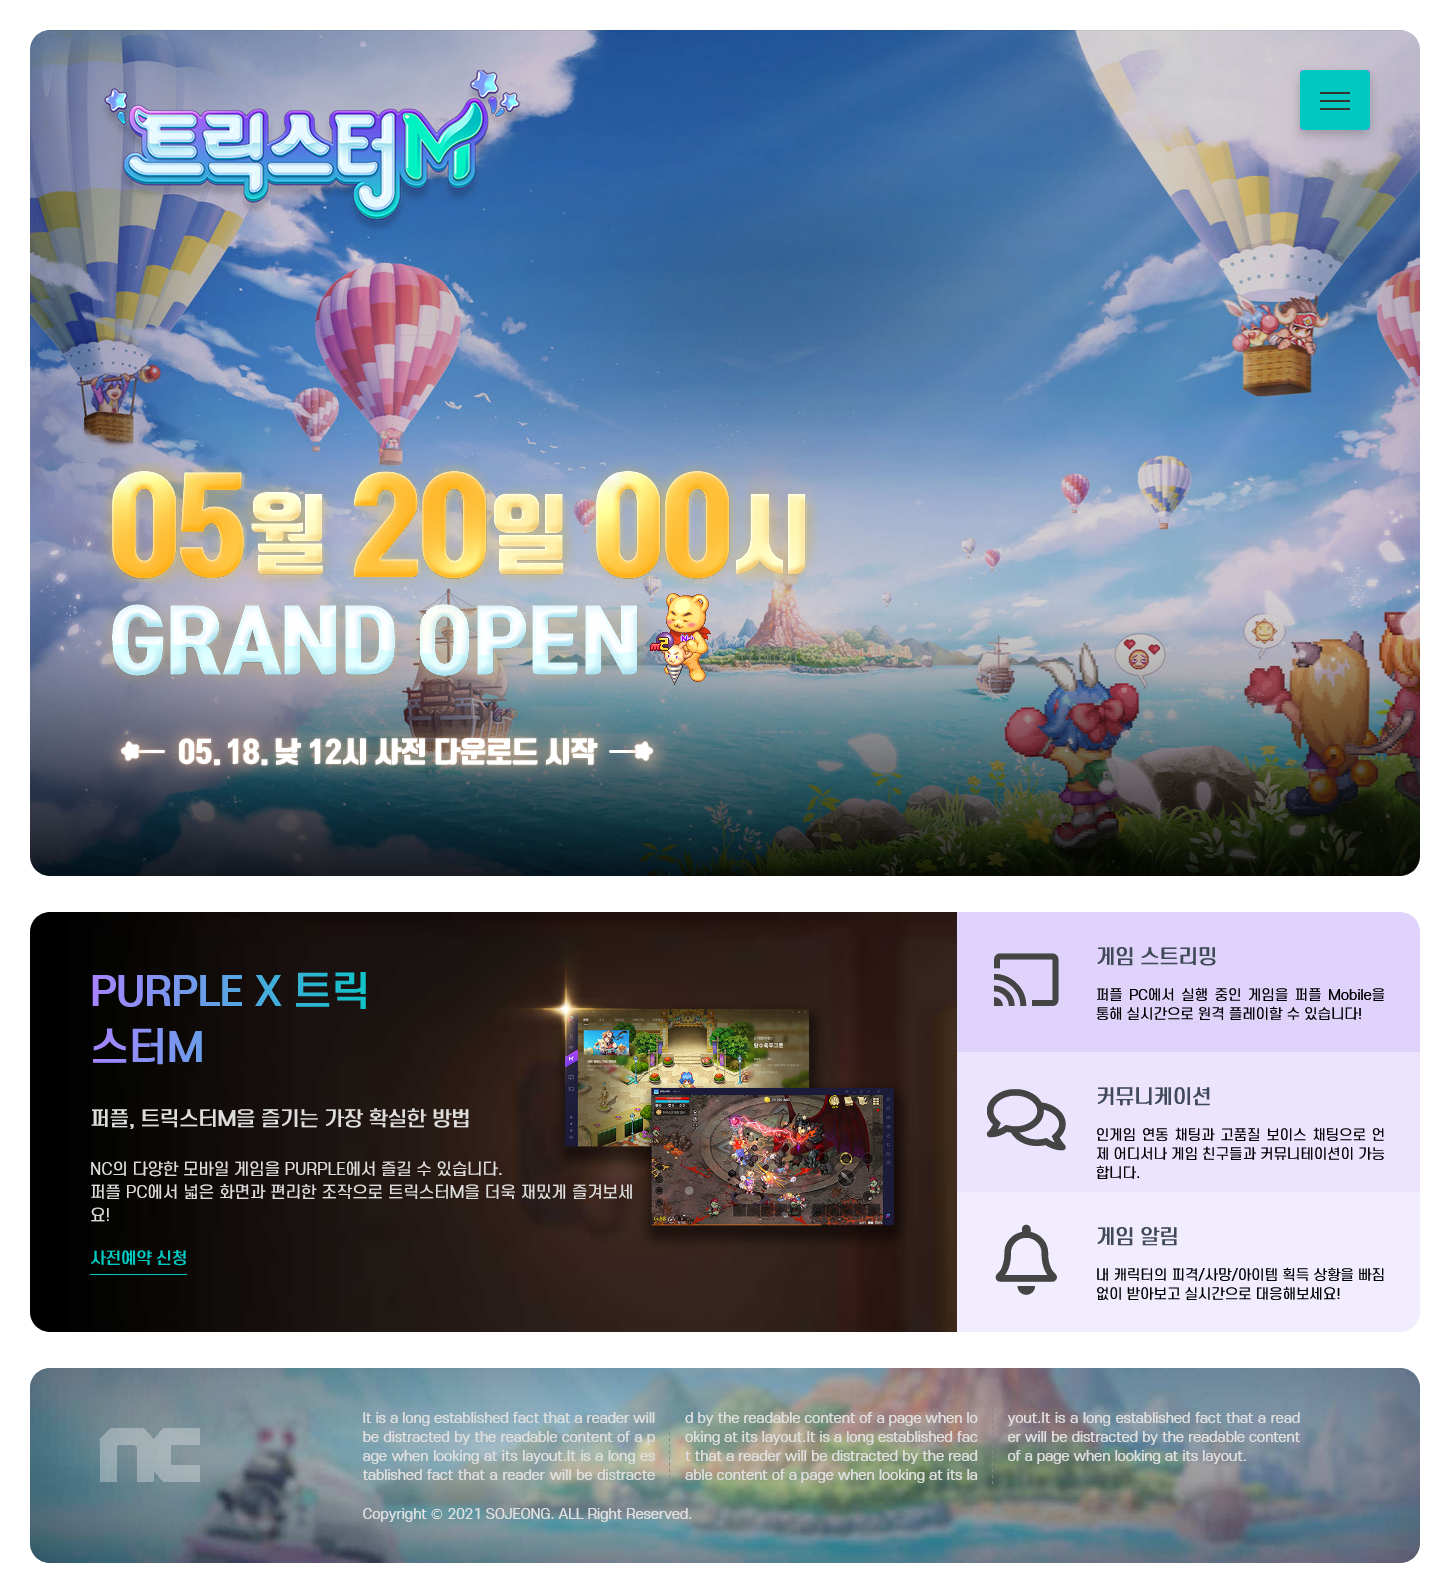 트릭스터M
05월 20일 00시
GRAND OPEN
05. 18. 낮 12시 사전 다운로드 시작
PURPLE X 트릭
스터M
퍼플, 트릭스터M을 즐기는 가장 확실한 방법
NC의 다양한 모바일 게임을 PURPLE에서 즐길 수 있습니다.
퍼플 PC에서 넓은 화면과 편리한 조작으로 트릭스터M을 더욱 재밌게 즐겨보세
요!
사전예약 신청
게임 스트리밍
퍼플 PC에서 실행 중인 게임을 퍼플 Mobile을
통해 실시간으로 원격 플레이할 수 있습니다!
커뮤니케이션
인게임 연동 채팅과 고품질 보이스 채팅으로 언
제 어디서나 게임 친구들과 커뮤니테이션이 가능
합니다.
게임 알림
내 캐릭터의 피격/사망/아이템 획득 상황을 빠짐
없이 받아보고 실시간으로 대응해보세요!
nc
It is a long established fact that a reader will
be distracted by the readable content of a p
age when looking at its layout.It is a long es
tablished fact that a reader will be distracte
d by the readable content of a page when lo
oking at its layout.It is a long established fac
t that a reader will be distracted by the read
able content of a page when looking at its la
yout.It is a long established fact that a read
er will be distracted by the readable content
of a page when looking at its layout.
Copyright © 2021 SOJEONG. ALL Right Reserved.